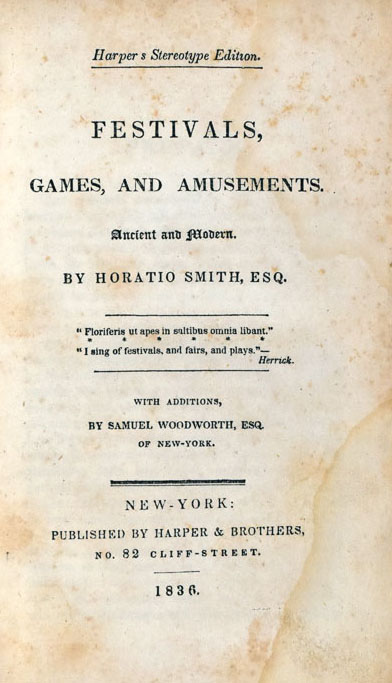 Harper s Stereotype Edition.
FESTIVALS,
GAMES, AND AMUSEMENTS.
Ancient and Modern.
BY HORATIO SMITH, ESQ.
"Floriferis ut apes in saltibus omnia libant."
* * * * * *
"I sing of festivals, and fairs, and plays."—
Herrick.
WITH ADDITIONS,
BY SAMUEL WOODWORTH, ESQ.
OF NEW-YORK.
NEW-YORK:
PUBLISHED BY HARPER & BROTHERS,
NO. 82 CLIFF-STREET.
1836.